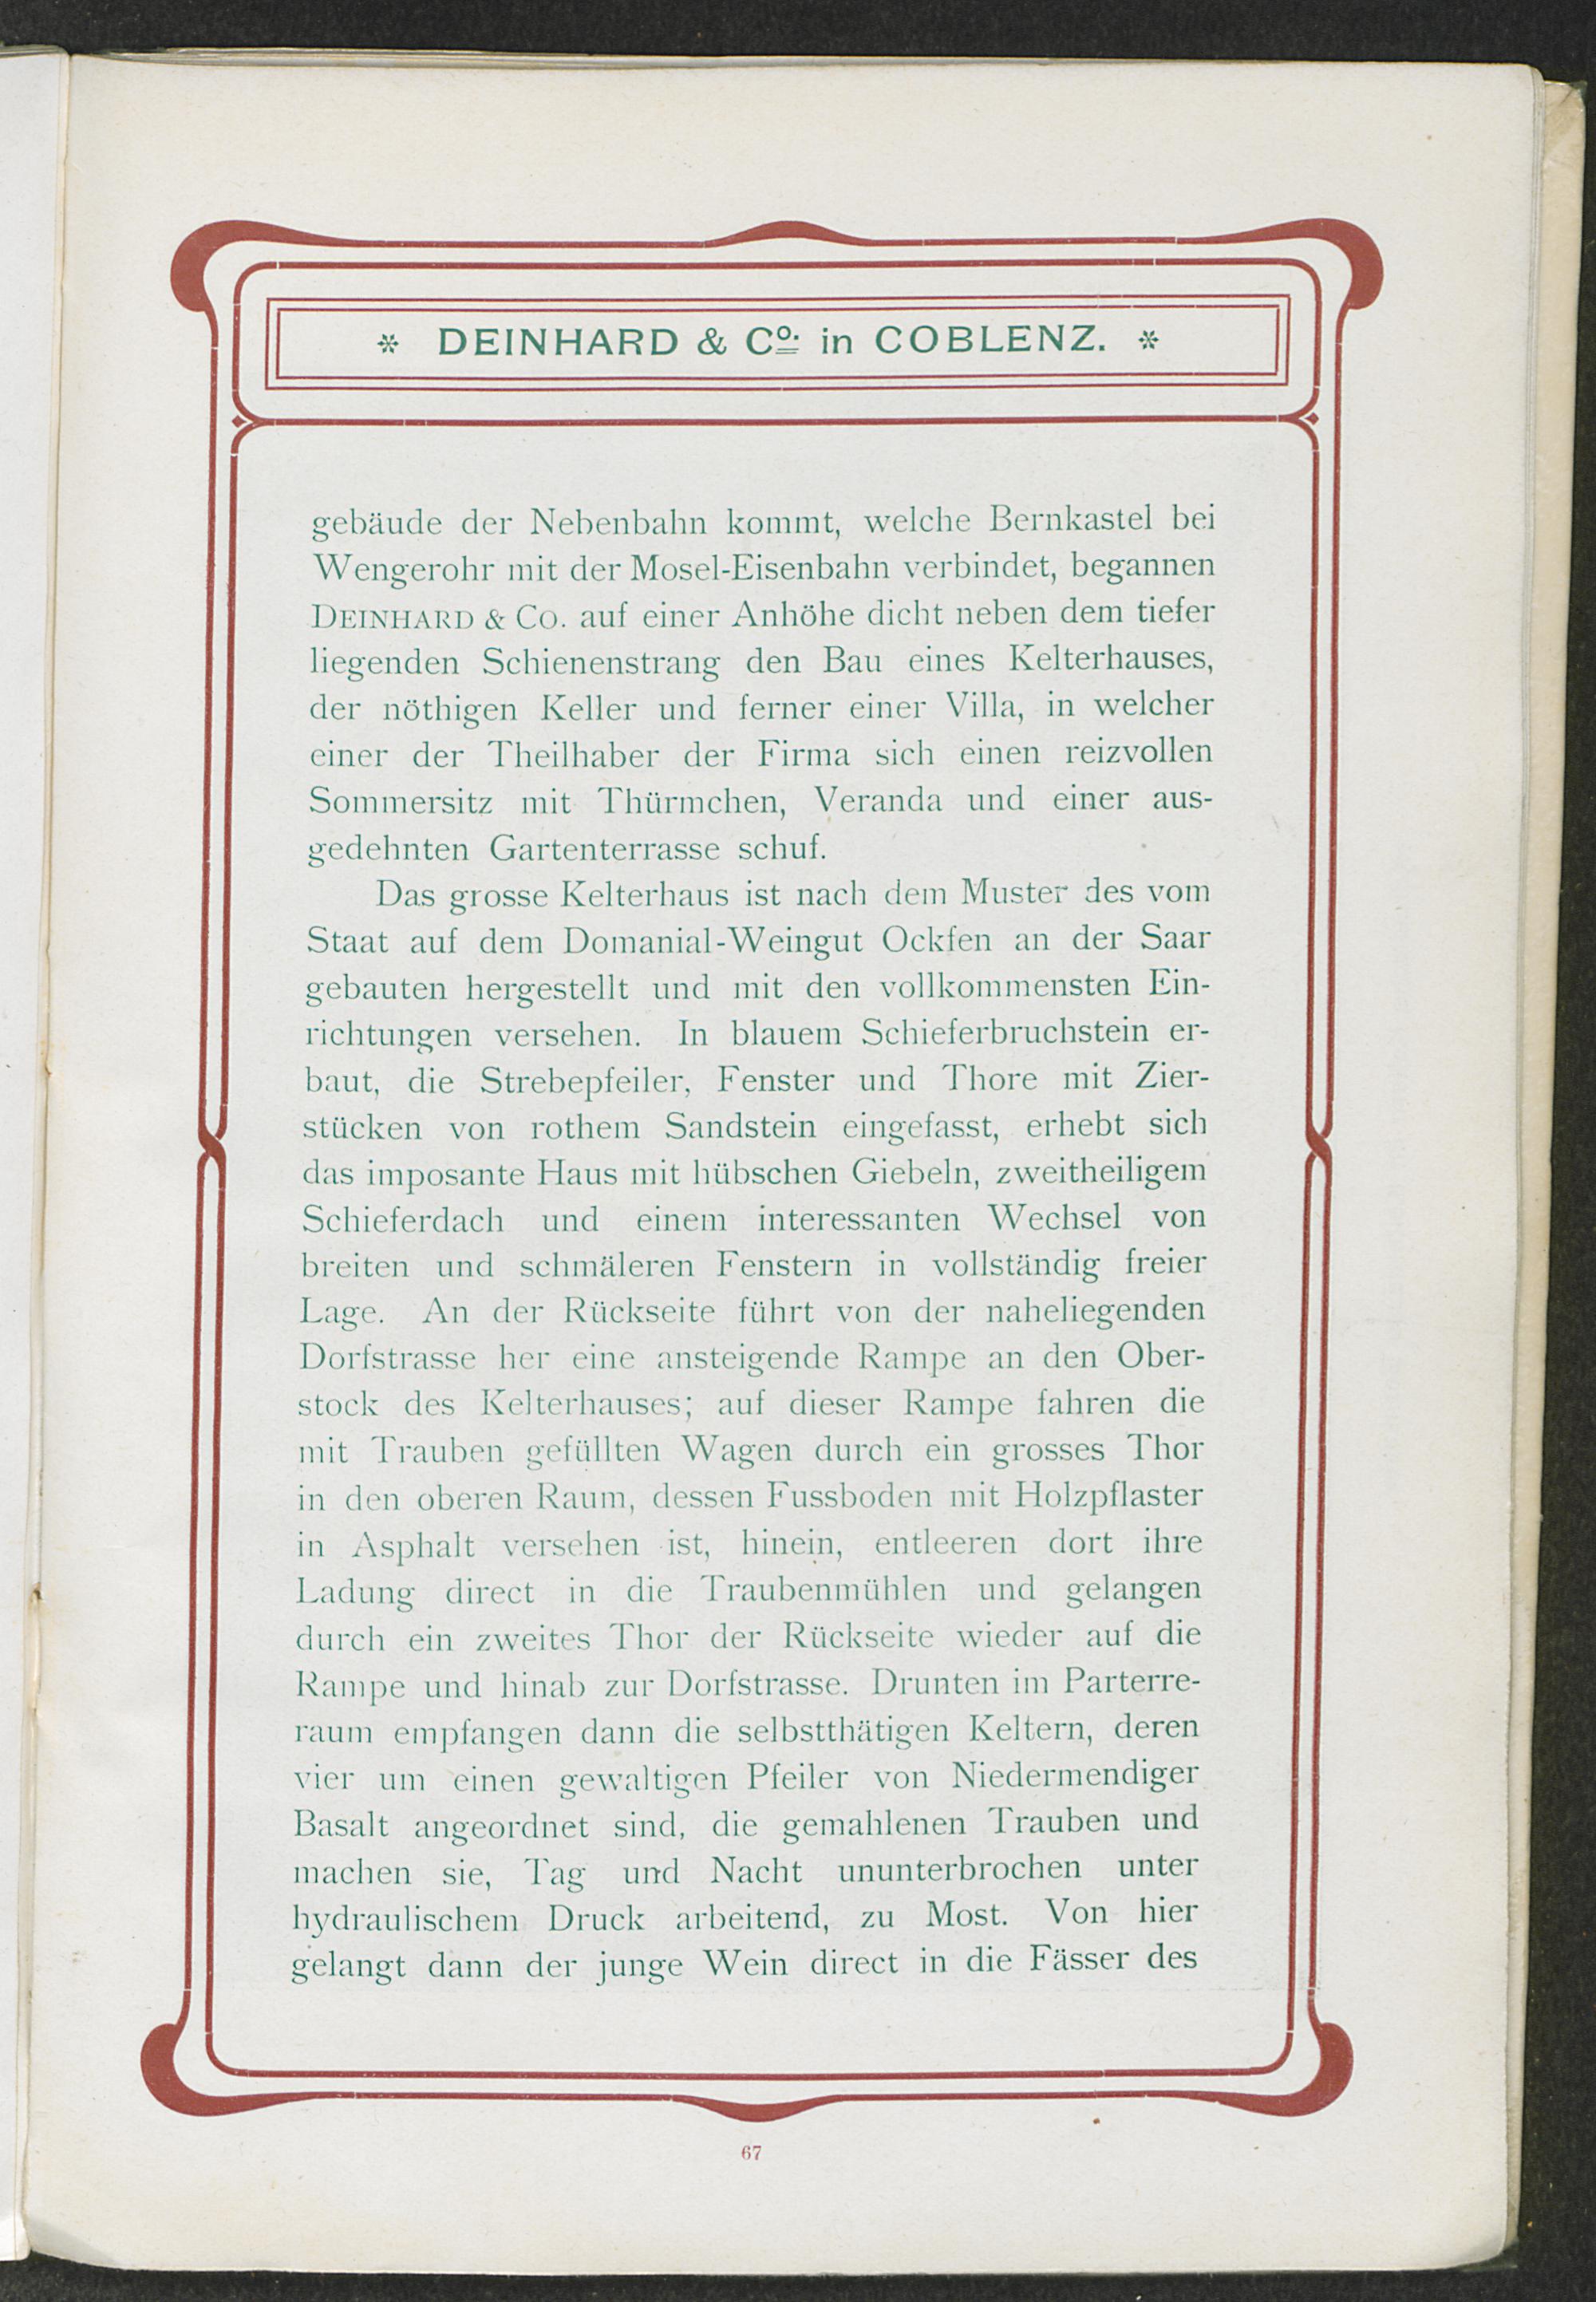 * DEINHARD & Co. in COBLENZ. *
gebäude der Nebenbahn kommt, welche Bernkastel bei
Wengerohr mit der Mosel-Eisenbahn verbindet, begannen
DEINHARD & CO. auf einer Anhöhe dicht neben dem tiefer
liegenden Schienenstrang den Bau eines Kelterhauses,
der nöthigen Keller und ferner einer Villa, in welcher
einer der Theilhaber der Firma sich einen reizvollen
Sommersitz mit Thürmchen, Veranda und einer aus-
gedehnten Gartenterrasse schuf.
Das grosse Kelterhaus ist nach dem Muster des vom
Staat auf dem Domanial-Weingut Ockfen an der Saar
gebauten hergestellt und mit den vollkommensten Ein-
richtungen versehen. In blauem Schieferbruchstein er-
baut, die Strebepfeiler, Fenster und Thore mit Zier-
stücken von rothem Sandstein eingefasst, erhebt sich
das imposante Haus mit hübschen Giebeln, zweitheiligem
Schieferdach und einem interessanten Wechsel von
breiten und schmäleren Fenstern in vollständig freier
Lage. An der Rückseite führt von der naheliegenden
Dorfstrasse her eine ansteigende Rampe an den Ober-
stock des Kelterhauses; auf dieser Rampe fahren die
mit Trauben gefüllten Wagen durch ein grosses Thor
in den oberen Raum, dessen Fussboden mit Holzpflaster
in Asphalt versehen ist, hinein, entleeren dort ihre
Ladung direct in die Traubenmühlen und gelangen
durch ein zweites Thor der Rückseite wieder auf die
Rampe und hinab zur Dorfstrasse. Drunten im Parterre-
raum empfangen dann die selbstthätigen Keltern, deren
vier um einen gewaltigen Pfeiler von Niedermendiger
Basalt angeordnet sind, die gemahlenen Trauben und
machen sie, Tag und Nacht ununterbrochen unter
hydraulischem Druck arbeitend, zu Most. Von hier
gelangt dann der junge Wein direct in die Fässer des
67